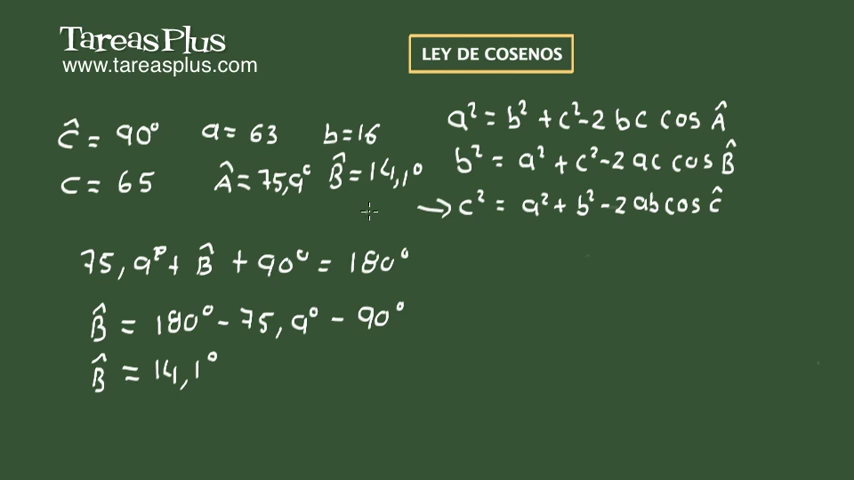 TareasPlus
www.tareasplus.com
LEY DE COSENOS
Ĉ = 90° a = 63 b = 16
c = 65 Â = 75,9° B̂ = 14,1°
a² = b² + c² - 2 bc cos Â
b² = a² + c² - 2 ac cos B̂
→ c² = a² + b² - 2 ab cos ĉ
75,9° + B̂ + 90° = 180°
B̂ = 180° - 75,9° - 90°
B̂ = 14,1°